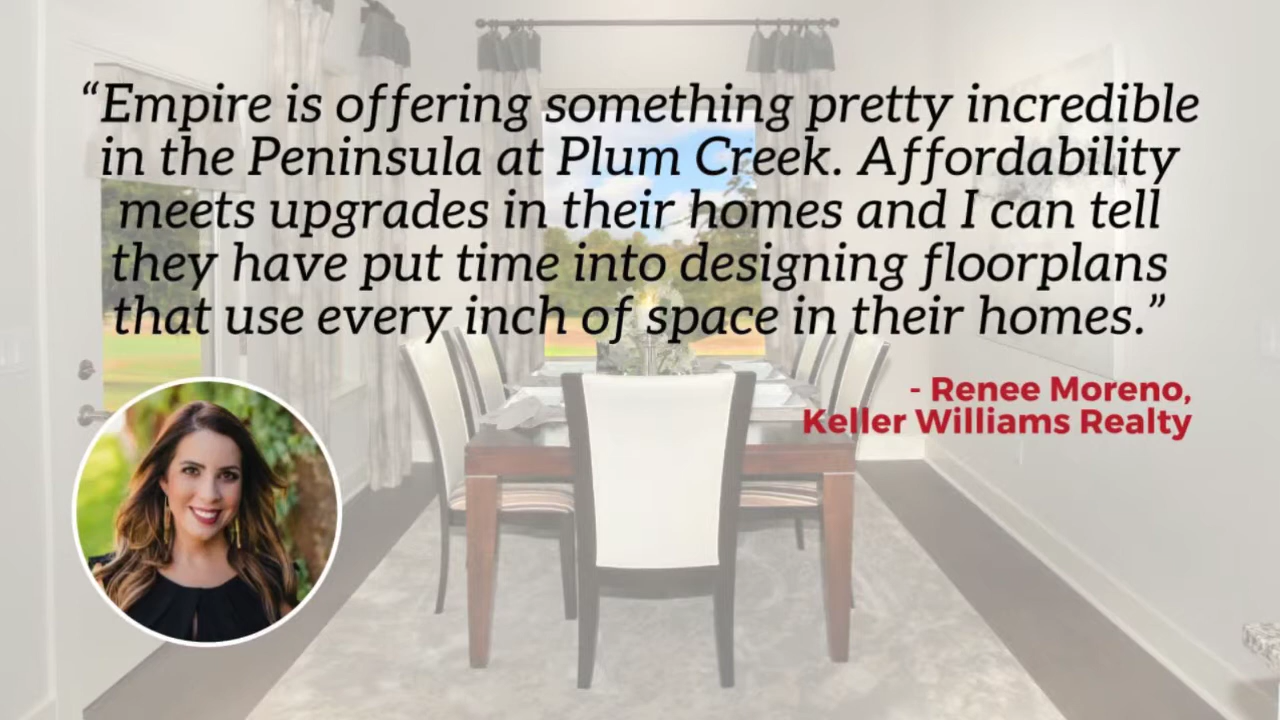 “Empire is offering something pretty incredible
in the Peninsula at Plum Creek. Affordability
meets upgrades in their homes and I can tell
they have put time into designing floorplans
that use every inch of space in their homes.”
- Renee Moreno,
Keller Williams Realty